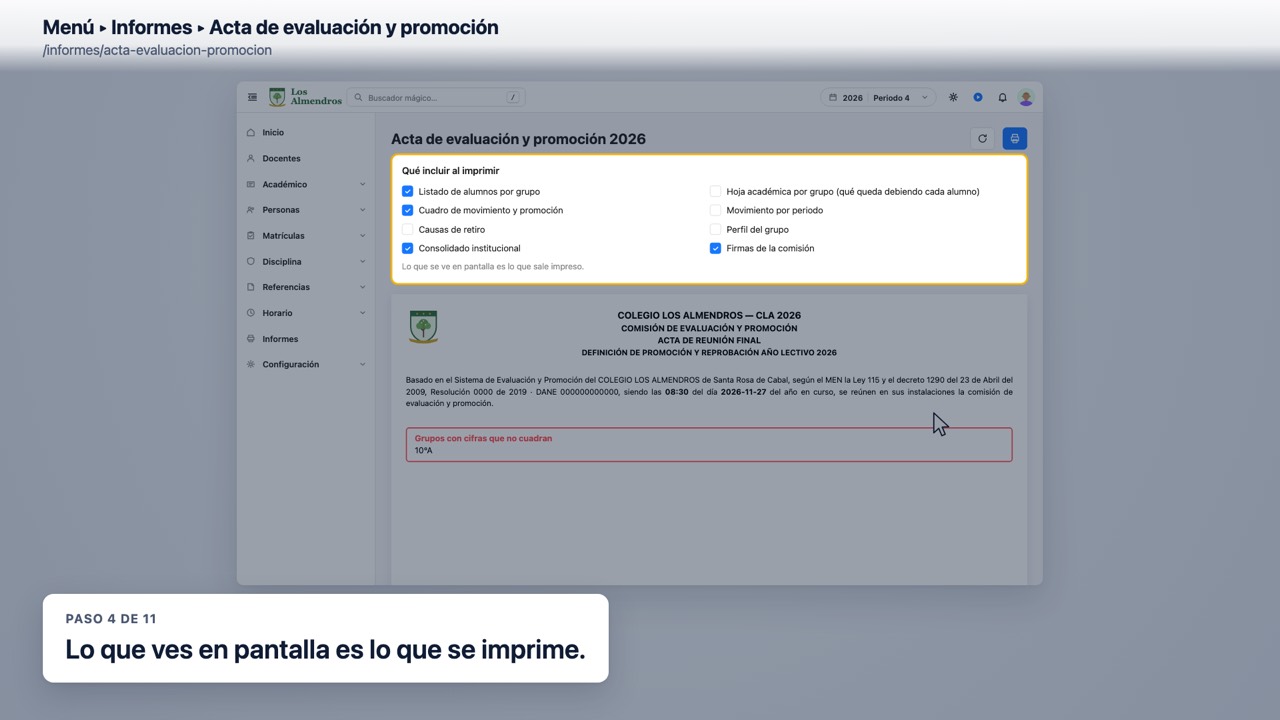 Menú ▸ Informes ▸ Acta de evaluación y promoción
/informes/acta-evaluacion-promocion
Los Almendros
Buscador mágico...
/
2026
Periodo 4
Inicio
Docentes
Académico
Personas
Matrículas
Disciplina
Referencias
Horario
Informes
Configuración
Acta de evaluación y promoción 2026
Qué incluir al imprimir
Listado de alumnos por grupo
Hoja académica por grupo (qué queda debiendo cada alumno)
Cuadro de movimiento y promoción
Movimiento por periodo
Causas de retiro
Perfil del grupo
Consolidado institucional
Firmas de la comisión
Lo que se ve en pantalla es lo que sale impreso.
COLEGIO LOS ALMENDROS — CLA 2026
COMISIÓN DE EVALUACIÓN Y PROMOCIÓN
ACTA DE REUNIÓN FINAL
DEFINICIÓN DE PROMOCIÓN Y REPROBACIÓN AÑO LECTIVO 2026
Basado en el Sistema de Evaluación y Promoción del COLEGIO LOS ALMENDROS de Santa Rosa de Cabal, según el MEN la Ley 115 y el decreto 1290 del 23 de Abril del
2009, Resolución 0000 de 2019 - DANE 000000000000, siendo las 08:30 del día 2026-11-27 del año en curso, se reúnen en sus instalaciones la comisión de
evaluación y promoción.
Grupos con cifras que no cuadran
10°A
PASO 4 DE 11
Lo que ves en pantalla es lo que se imprime.